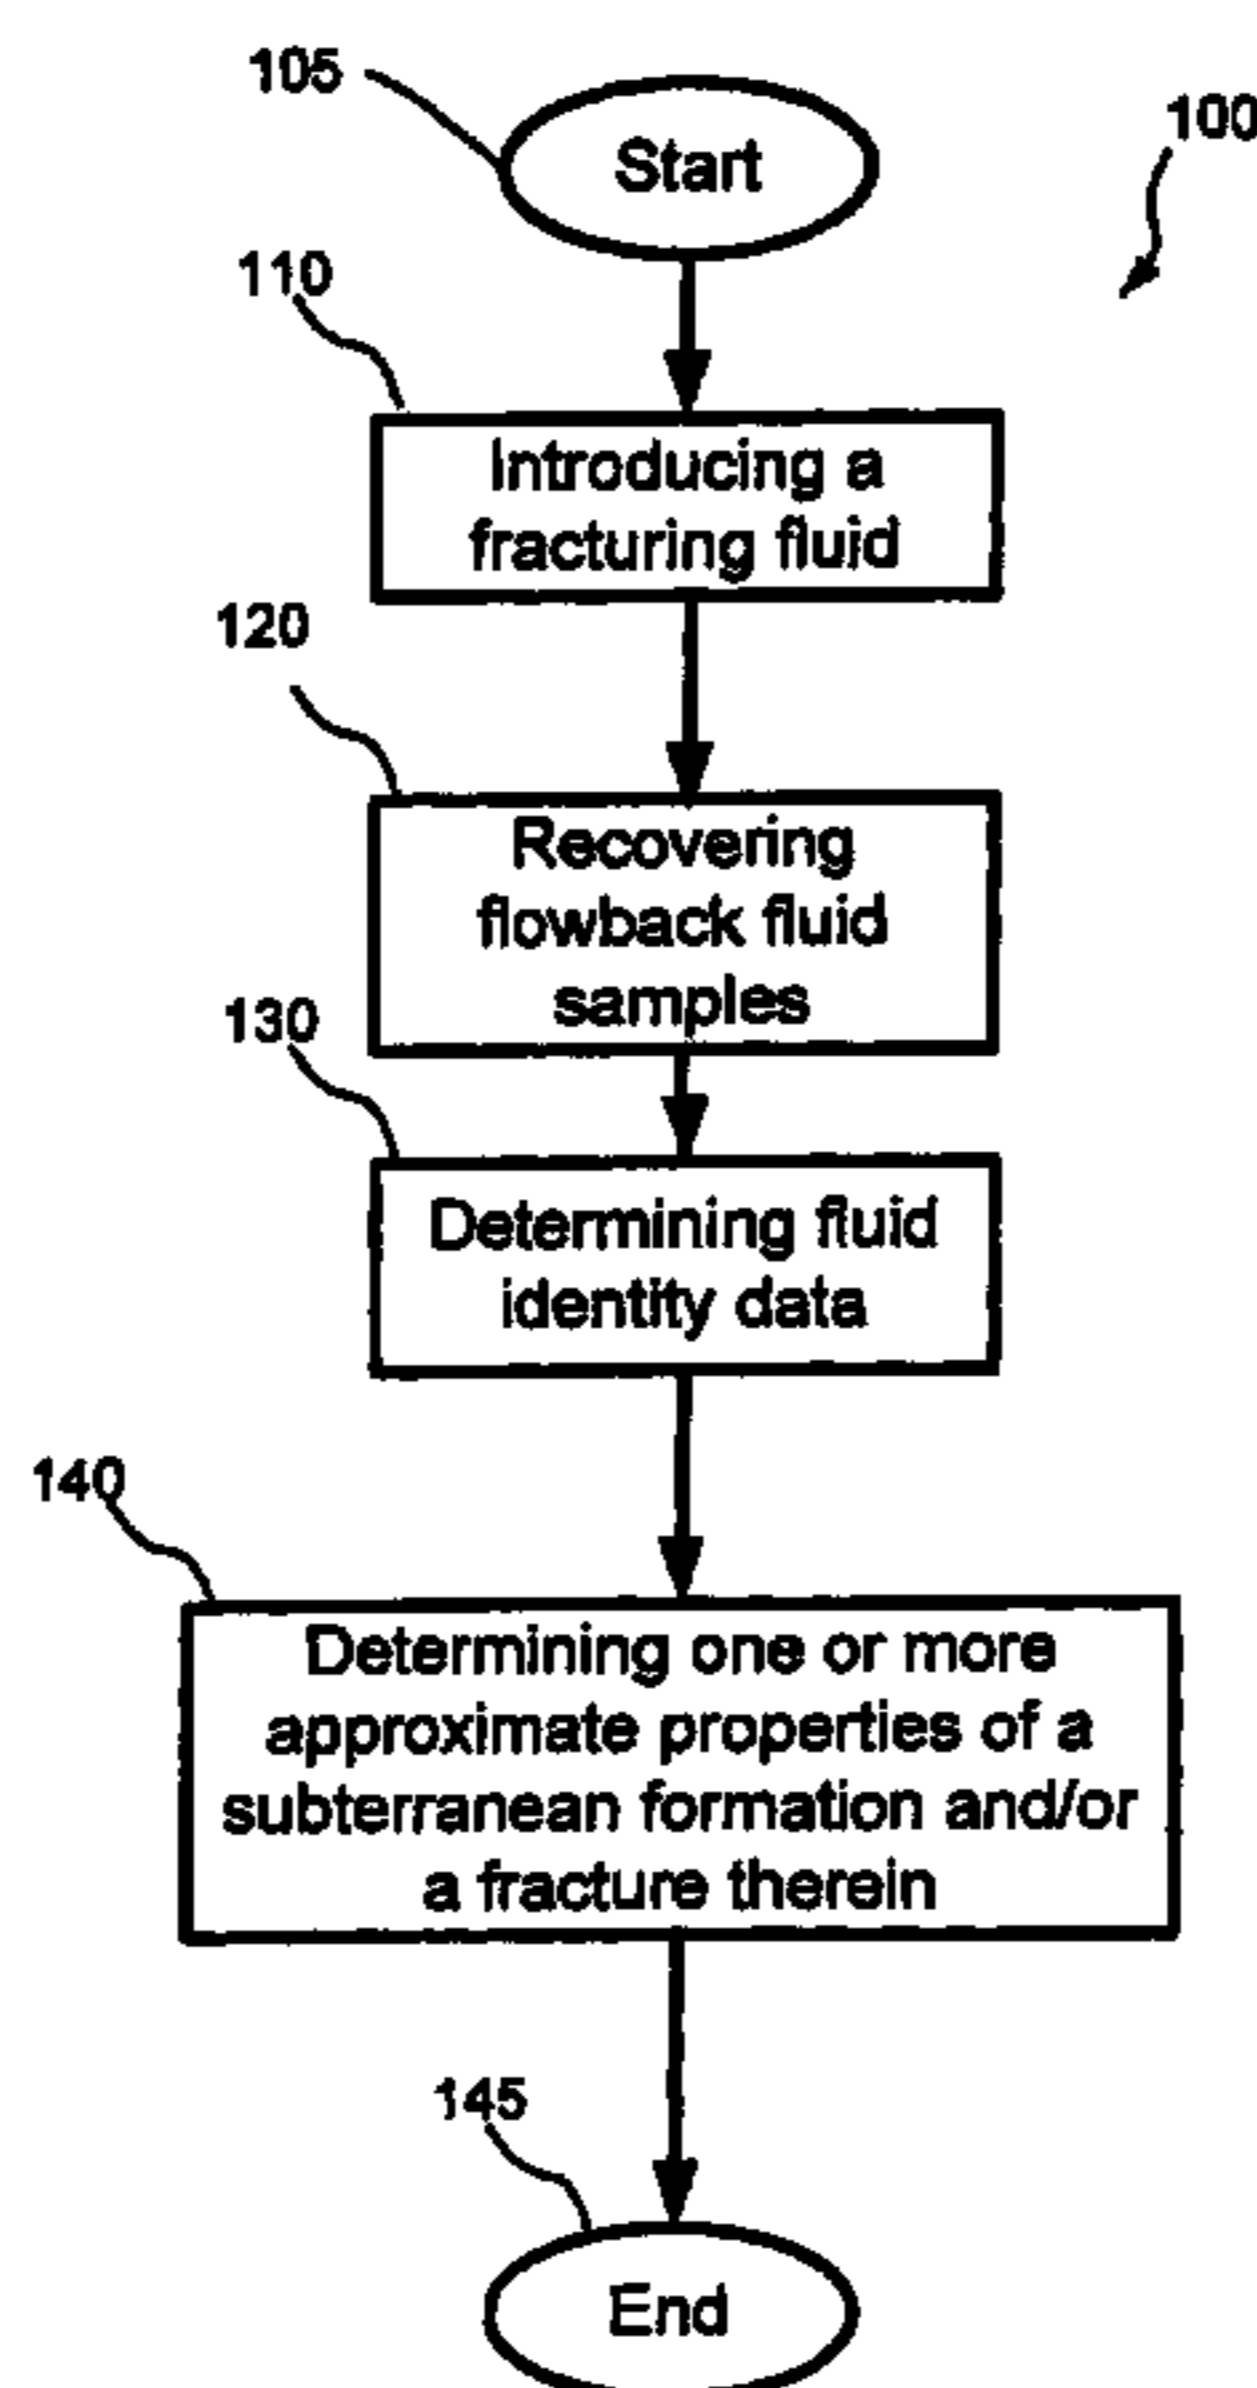 105
Start
100
110
Introducing a
fracturing fluid
120
Recovering
flowback fluid
samples
130
Determining fluid
identity data
140
Determining one or more
approximate properties of a
subterranean formation and/or
a fracture therein
145
End